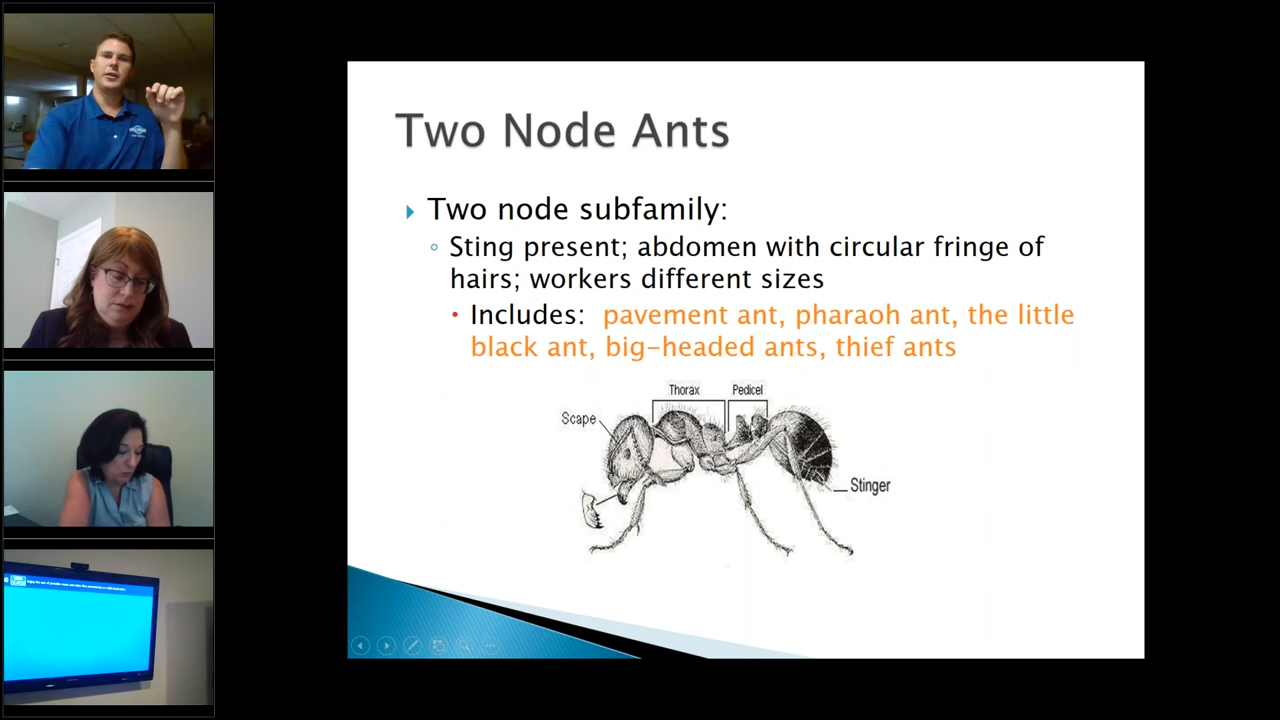 Two Node Ants
Two node subfamily:
Sting present; abdomen with circular fringe of
hairs; workers different sizes
Includes: pavement ant, pharaoh ant, the little
black ant, big-headed ants, thief ants
Thorax
Pedicel
Scape
Stinger